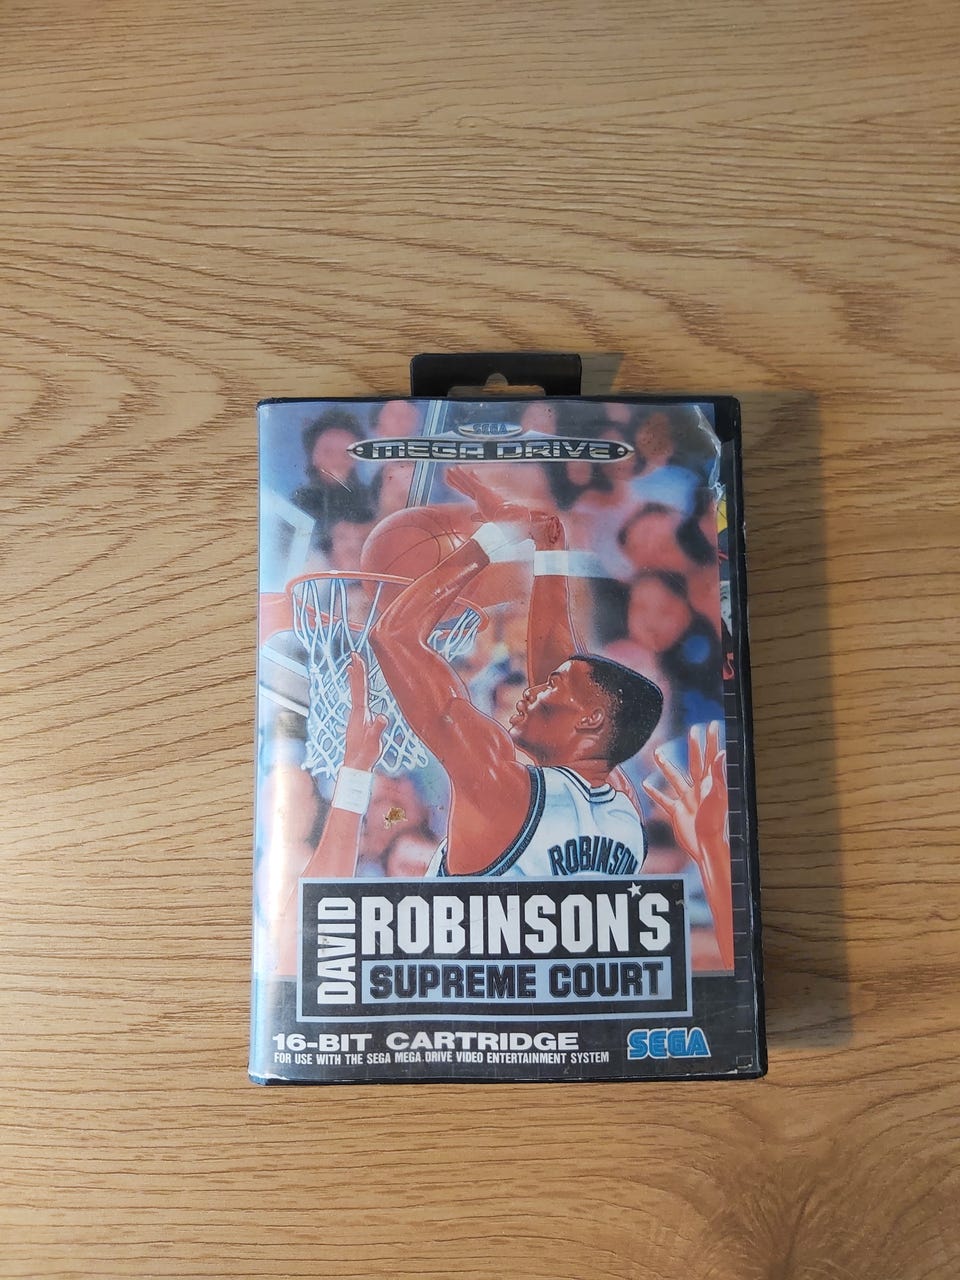 SEGA
MEGA DRIVE
ROBINSON
DAVID
ROBINSON'S
SUPREME COURT
16-BIT CARTRIDGE
FOR USE WITH THE SEGA MEGA DRIVE VIDEO ENTERTAINMENT SYSTEM
SEGA